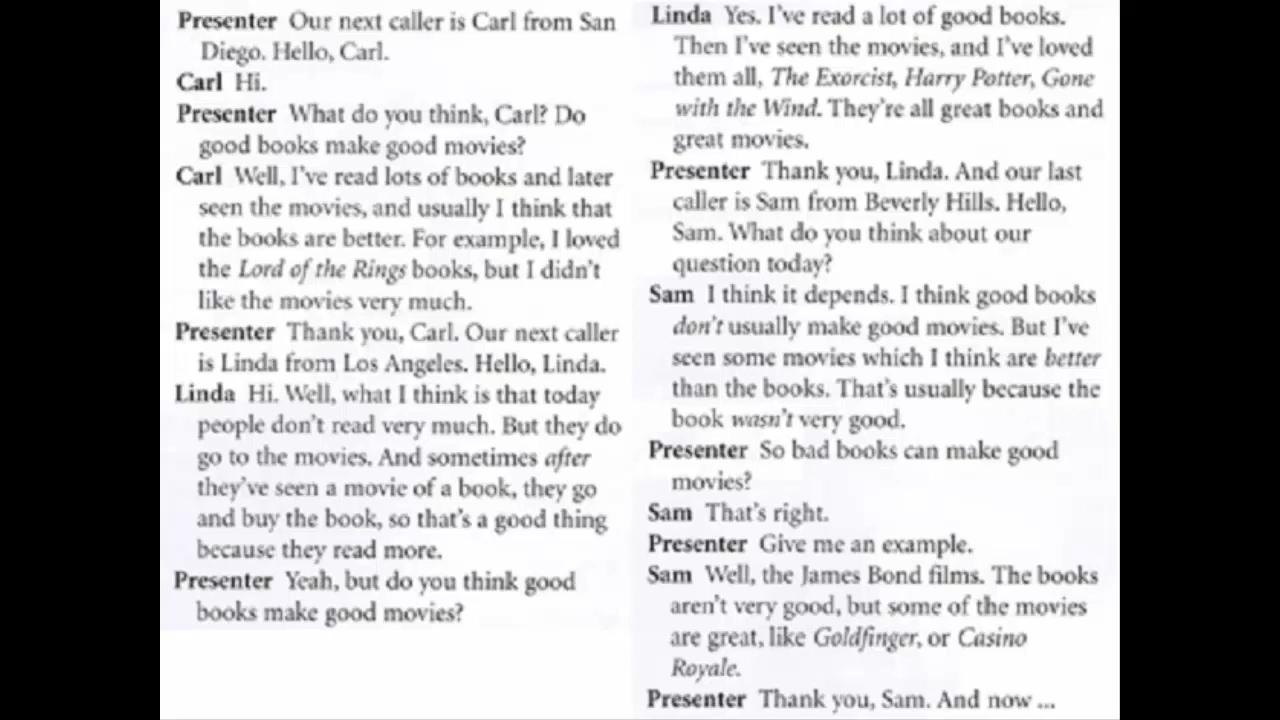 Presenter Our next caller is Carl from San
Diego. Hello, Carl.
Carl Hi.
Presenter What do you think, Carl? Do
good books make good movies?
Carl Well, I've read lots of books and later
seen the movies, and usually I think that
the books are better. For example, I loved
the Lord of the Rings books, but I didn't
like the movies very much.
Presenter Thank you, Carl. Our next caller
is Linda from Los Angeles. Hello, Linda.
Linda Hi. Well, what I think is that today
people don't read very much. But they do
go to the movies. And sometimes after
they've seen a movie of a book, they go
and buy the book, so that's a good thing
because they read more.
Presenter Yeah, but do you think good
books make good movies?
Linda Yes. I've read a lot of good books.
Then I've seen the movies, and I've loved
them all, The Exorcist, Harry Potter, Gone
with the Wind. They're all great books and
great movies.
Presenter Thank you, Linda. And our last
caller is Sam from Beverly Hills. Hello,
Sam. What do you think about our
question today?
Sam I think it depends. I think good books
don't usually make good movies. But I've
seen some movies which I think are better
than the books. That's usually because the
book wasn't very good.
Presenter So bad books can make good
movies?
Sam That's right.
Presenter Give me an example.
Sam Well, the James Bond films. The books
aren't very good, but some of the movies
are great, like Goldfinger, or Casino
Royale.
Presenter Thank you, Sam. And now ...